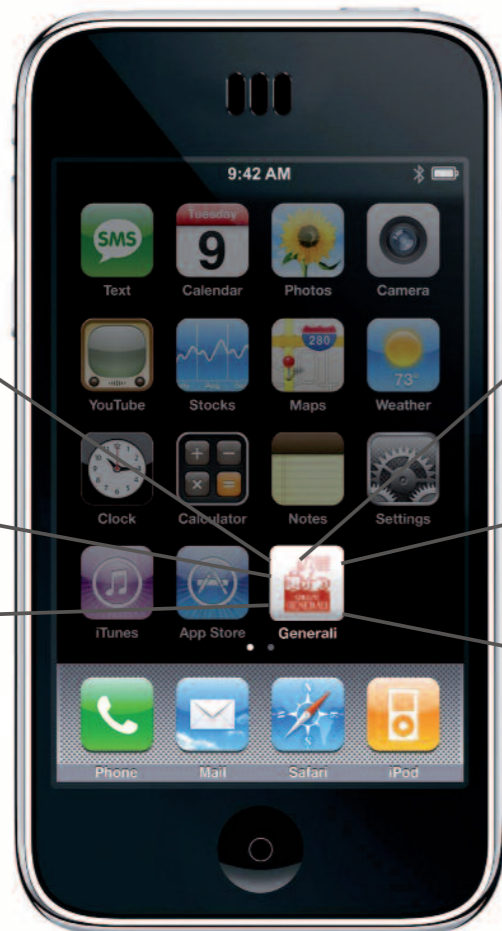 9:42 AM
SMS
Tuesday
9
280
73°
Text Calendar Photos Camera
YouTube Stocks Maps Weather
Clock Calculator Notes Settings
GENERALI
iTunes App Store Generali
Phone Mail Safari iPod